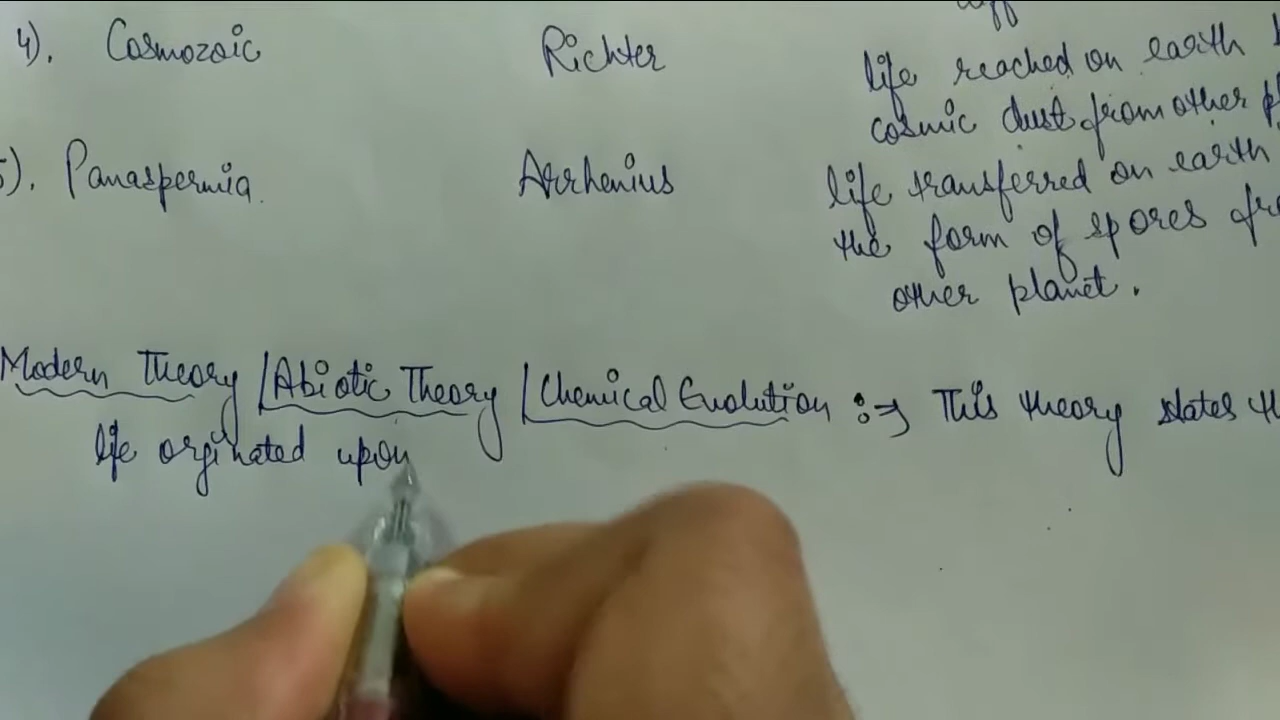 4). Cosmozoic Richter life reached on earth
cosmic dust from other
5). Panaspermia. Arrhenius life transferred on earth
the form of spores
other planet.
Modern Theory / Abiotic Theory / Chemical Evolution :→ This theory states
life orginated upon